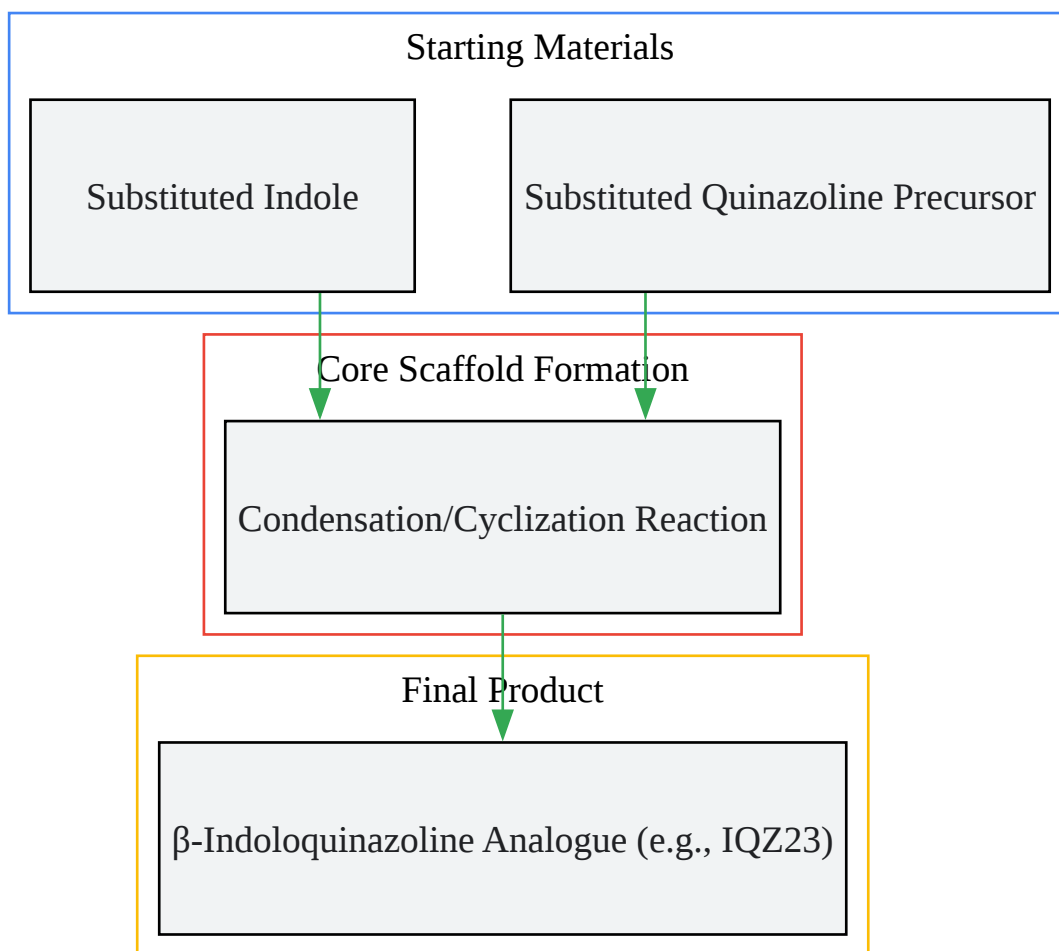 Starting Materials
Substituted Indole
Substituted Quinazoline Precursor
Core Scaffold Formation
Condensation/Cyclization Reaction
Final Product
β-Indoloquinazoline Analogue (e.g., IQZ23)